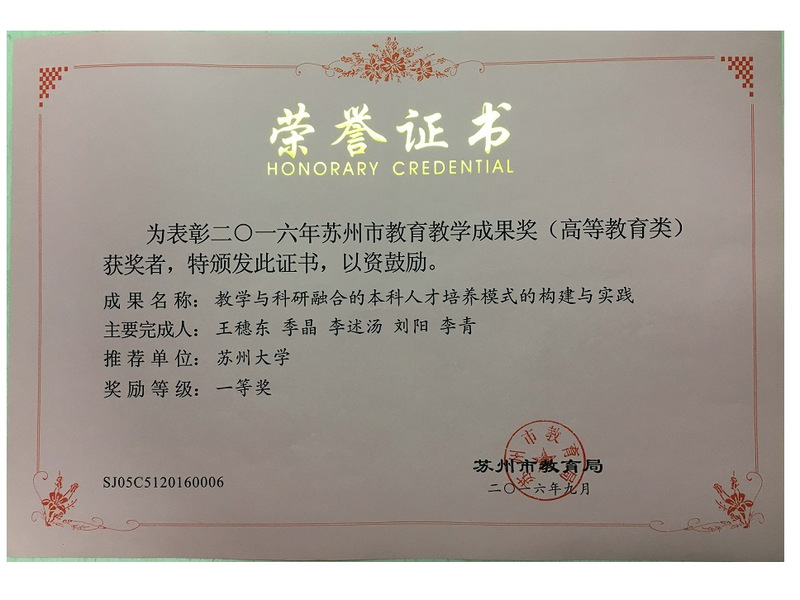 荣誉证书
HONORARY CREDENTIAL
为表彰二〇一六年苏州市教育教学成果奖（高等教育类）
获奖者，特颁发此证书，以资鼓励。
成果名称：教学与科研融合的本科人才培养模式的构建与实践
主要完成人：王穗东 季晶 李述汤 刘阳 李青
推荐单位：苏州大学
奖励等级：一等奖
苏州市教育局
苏州市教育局
SJ05C5120160006
二〇一六年九月